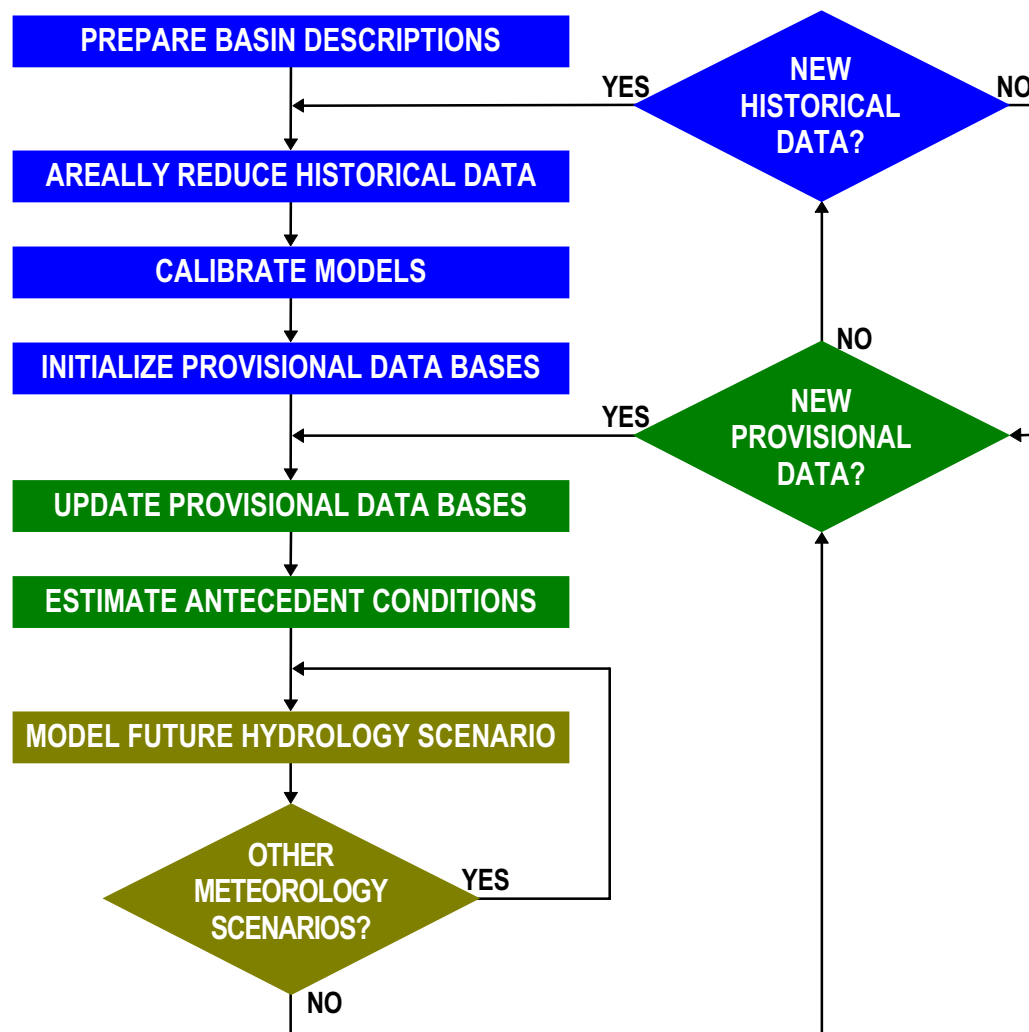 PREPARE BASIN DESCRIPTIONS
NEW
HISTORICAL
DATA?
YES
NO
AREALLY REDUCE HISTORICAL DATA
CALIBRATE MODELS
INITIALIZE PROVISIONAL DATA BASES
NO
YES
NEW
PROVISIONAL
DATA?
UPDATE PROVISIONAL DATA BASES
ESTIMATE ANTECEDENT CONDITIONS
MODEL FUTURE HYDROLOGY SCENARIO
OTHER
METEOROLOGY
SCENARIOS?
YES
NO